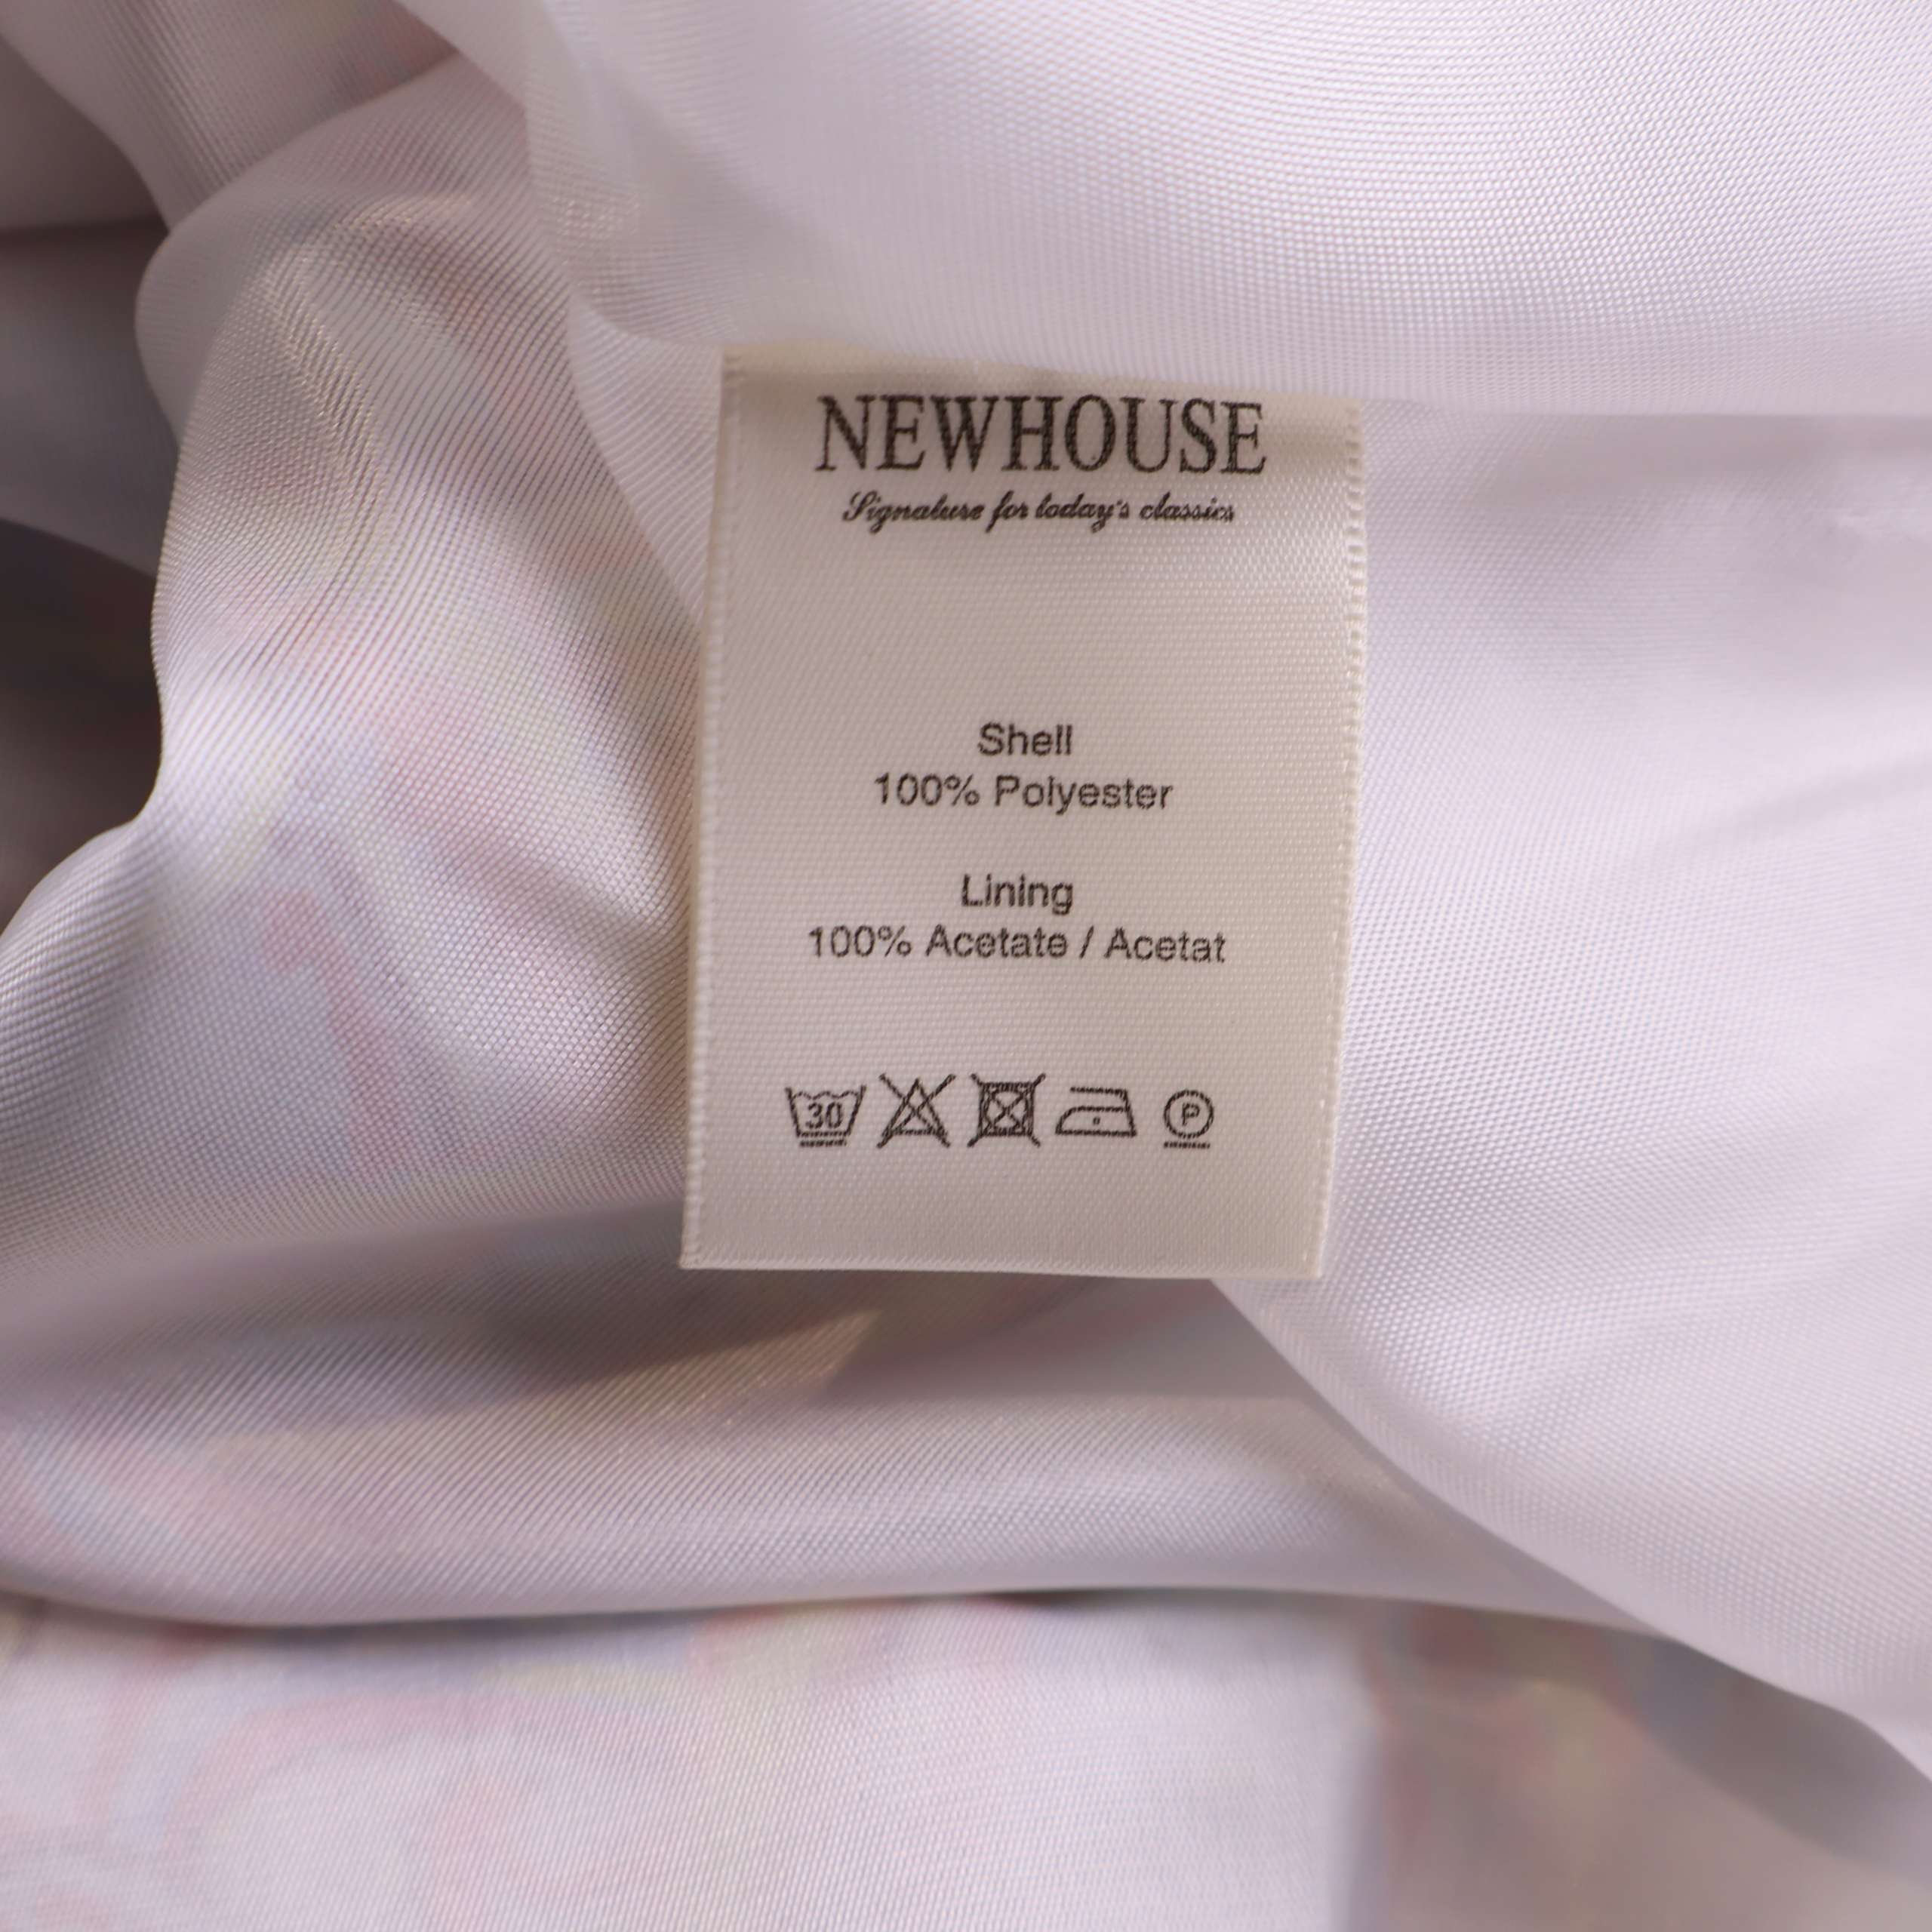 NEWHOUSE
Signature for today's classics
Shell
100% Polyester
Lining
100% Acetate / Acetat
30 P